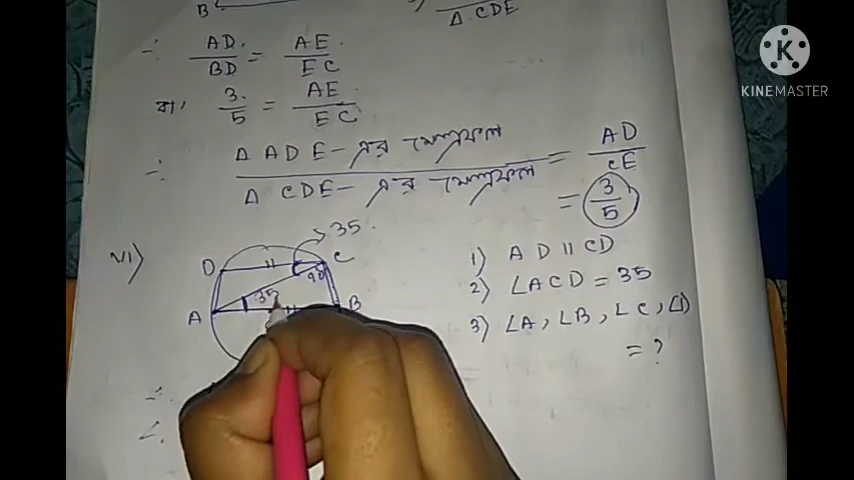 B
Δ CDE
∴ AD/BD = AE/EC
বা, 3/5 = AE/EC
∴ Δ ADE-এর ক্ষেত্রফল / Δ CDE-এর ক্ষেত্রফল = AD/CE
= 3/5
VI)
35
D
C
90
35
A
B
1) AD || CD
2) ∠ACD = 35
3) ∠A, ∠B, ∠C, ∠D
= ?
∴
∠
KINEMASTER